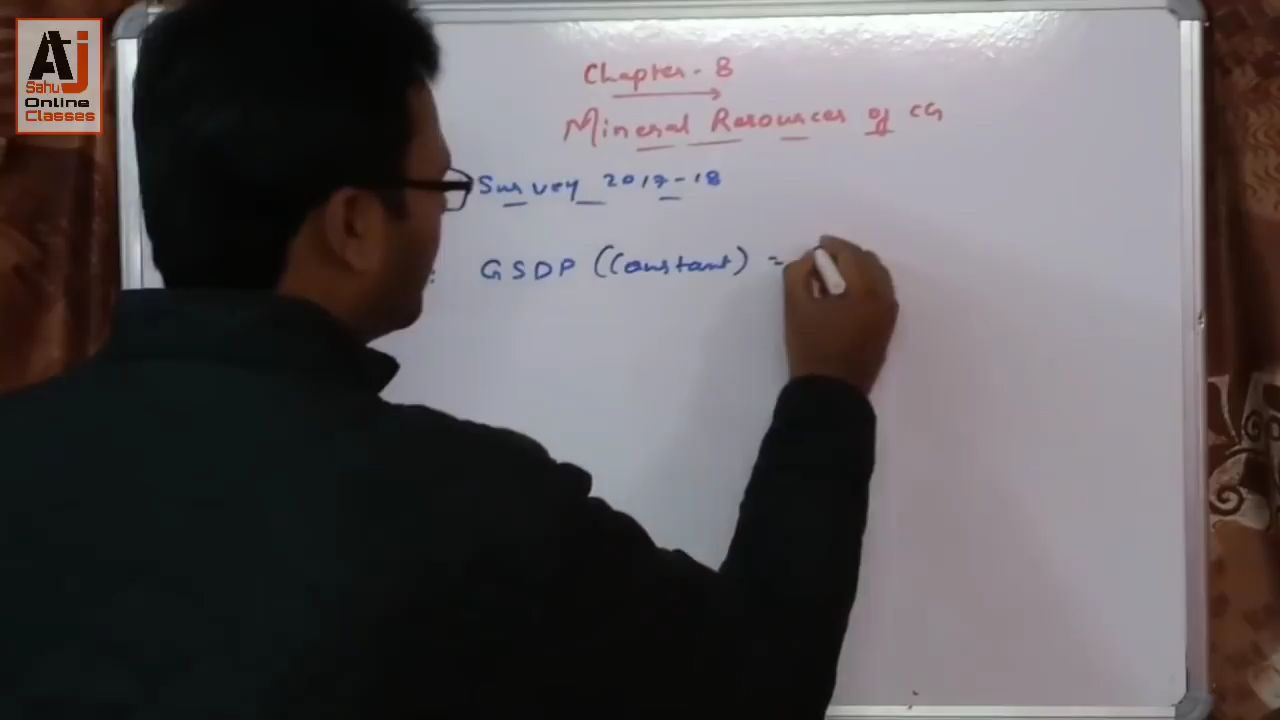 AJ
Sahu
Online
Classes
Chapter - 8
Mineral Resources of CG
Survey 2017-18
: GSDP (Constant) =